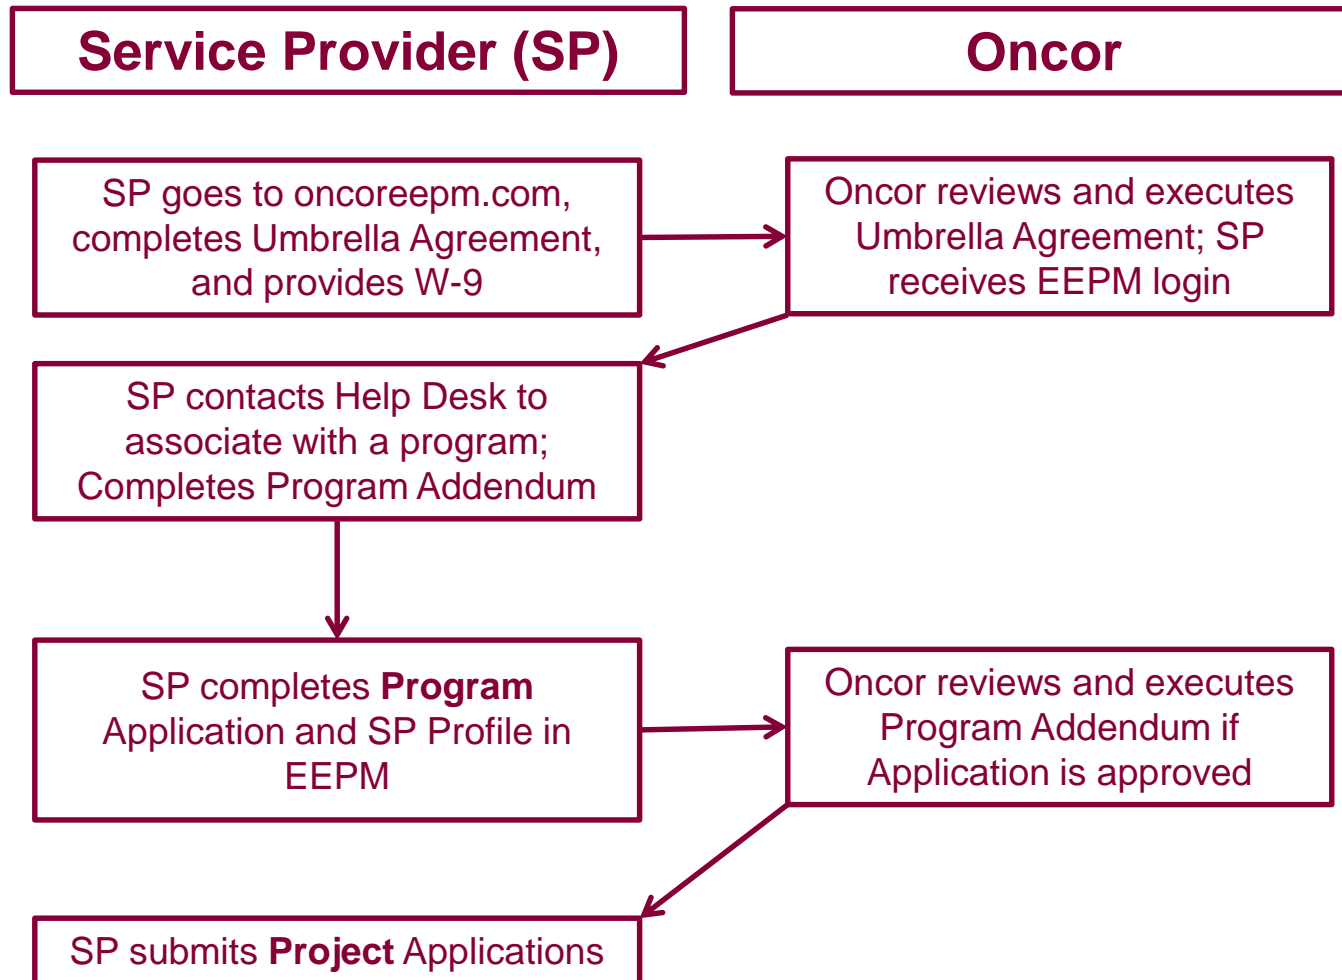 Service Provider (SP)
Oncor
SP goes to oncoreepm.com,
completes Umbrella Agreement,
and provides W-9
Oncor reviews and executes
Umbrella Agreement; SP
receives EEPM login
SP contacts Help Desk to
associate with a program;
Completes Program Addendum
SP completes Program
Application and SP Profile in
EEPM
Oncor reviews and executes
Program Addendum if
Application is approved
SP submits Project Applications